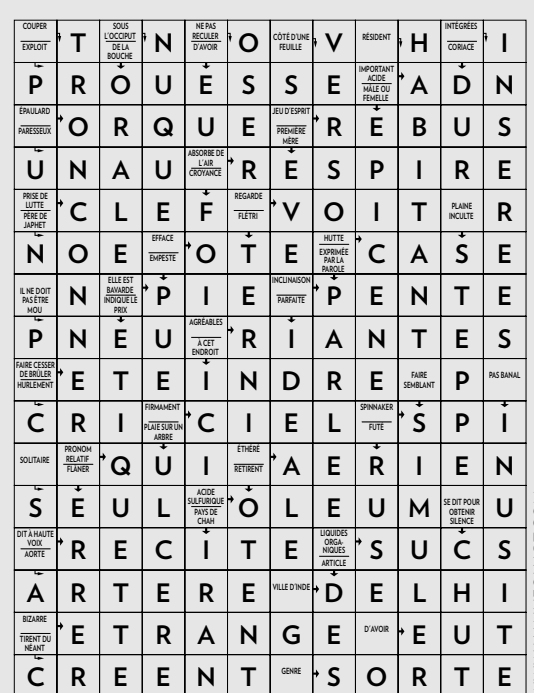 COUPER EXPLOIT T SOUS L'OCCIPUT DE LA BOUCHE N NE PAS RECULER D'AVOIR O CÔTÉ D'UNE FEUILLE V RÉSIDENT H INTÉGRÉES CORIACE I
P R O U E S S E IMPORTANT ACIDE MÂLE OU FEMELLE A D N
ÉPAULARD PARESSEUX O R Q U E JEU D'ESPRIT PREMIÈRE MÈRE R E B U S
U N A U ABSORBE DE L'AIR CROYANCE R E S P I R E
PRISE DE LUTTE PÈRE DE JAPHET C L E F REGARDE FLÉTRI V O I T PLAINE INCULTE R
N O E EFFACE EMPESTE O T E HUTTE EXPRIMÉE PAR LA PAROLE C A S E
IL NE DOIT PAS ÊTRE MOU N ELLE EST BAVARDE INDIQUE LE PRIX P I E INCLINAISON PARFAITE P E N T E
P N E U AGRÉABLES À CET ENDROIT R I A N T E S
FAIRE CESSER DE BRÛLER HURLEMENT E T E I N D R E FAIRE SEMBLANT P PAS BANAL
C R I FIRMAMENT PLAIE SUR UN ARBRE C I E L SPINNAKER FUTÉ S P I
SOLITAIRE PRONOM RELATIF FLÂNER Q U I ÉTHÉRÉ RETIRENT A E R I E N
S E U L ACIDE SULFURIQUE PAYS DE CHAH O L E U M SE DIT POUR OBTENIR SILENCE U
DIT À HAUTE VOIX AORTE R E C I T E LIQUIDES ORGA- NIQUES ARTICLE S U C S
A R T E R E VILLE D'INDE D E L H I
BIZARRE TIRENT DU NÉANT E T R A N G E D'AVOIR E U T
C R E E N T GENRE S O R T E